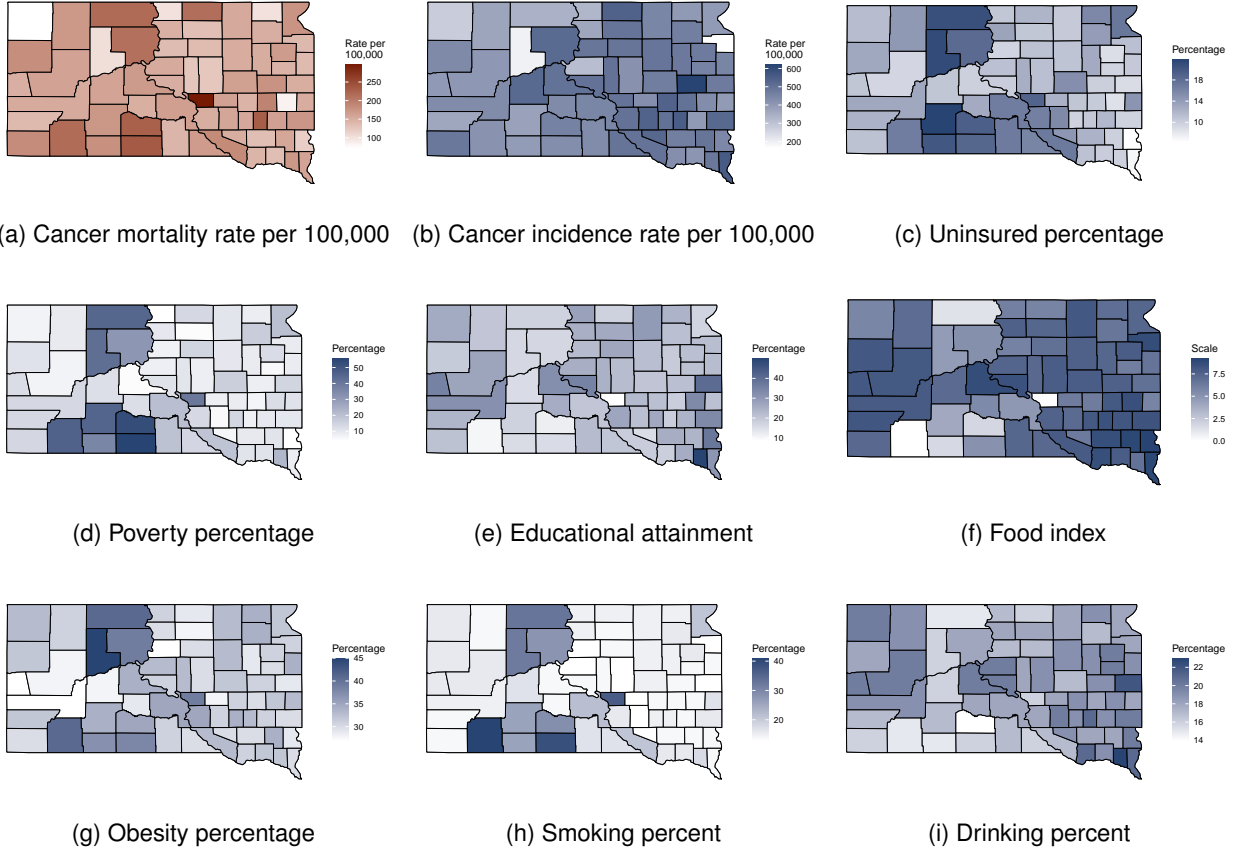 Rate per
100,000
300
250
200
150
100
(a) Cancer mortality rate per 100,000
Rate per
100,000
600
500
400
300
200
(b) Cancer incidence rate per 100,000
Percentage
18
14
10
(c) Uninsured percentage
Percentage
50
40
30
20
10
(d) Poverty percentage
Percentage
40
30
20
10
(e) Educational attainment
Scale
7.5
5.0
2.5
0.0
(f) Food index
Percentage
45
40
35
30
(g) Obesity percentage
Percentage
40
30
20
(h) Smoking percent
Percentage
22
20
18
16
14
(i) Drinking percent